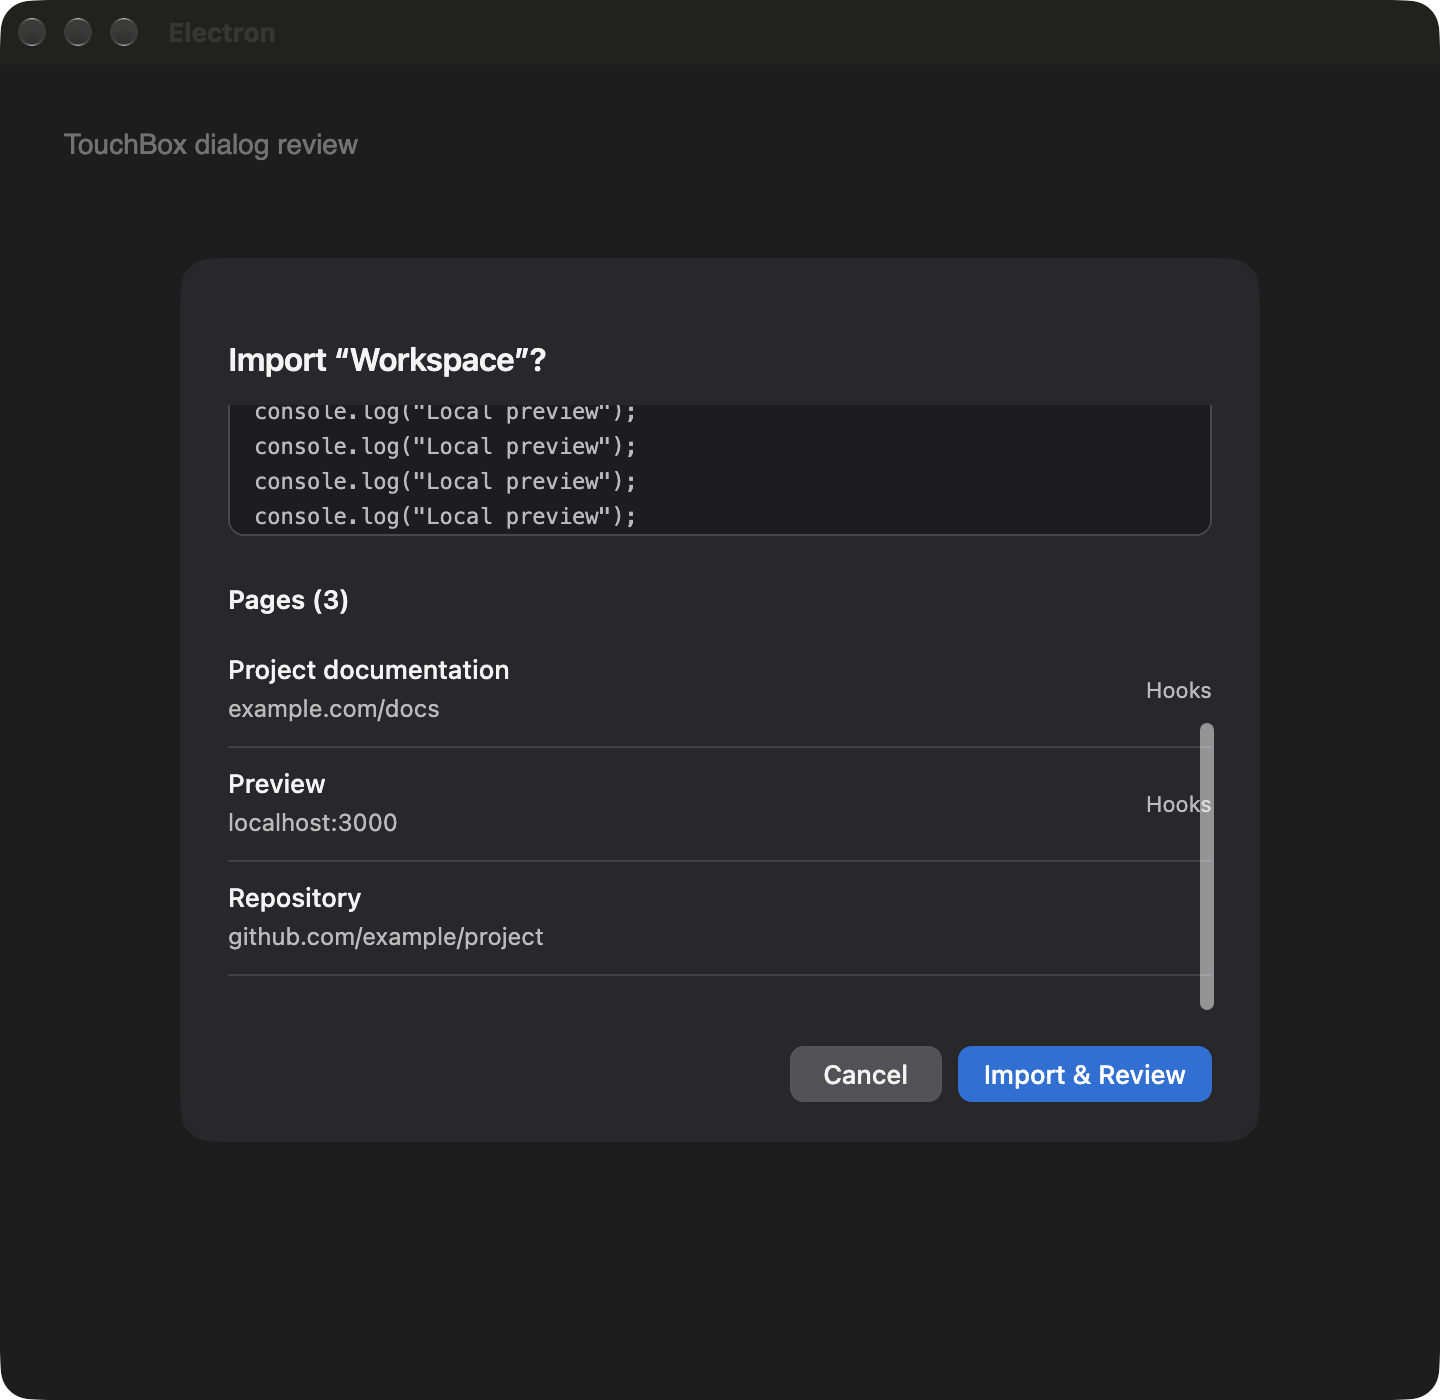 Electron
TouchBox dialog review
Import “Workspace”?
console.log("Local preview");
console.log("Local preview");
console.log("Local preview");
console.log("Local preview");
Pages (3)
Project documentation
example.com/docs
Hooks
Preview
localhost:3000
Hooks
Repository
github.com/example/project
Cancel
Import & Review